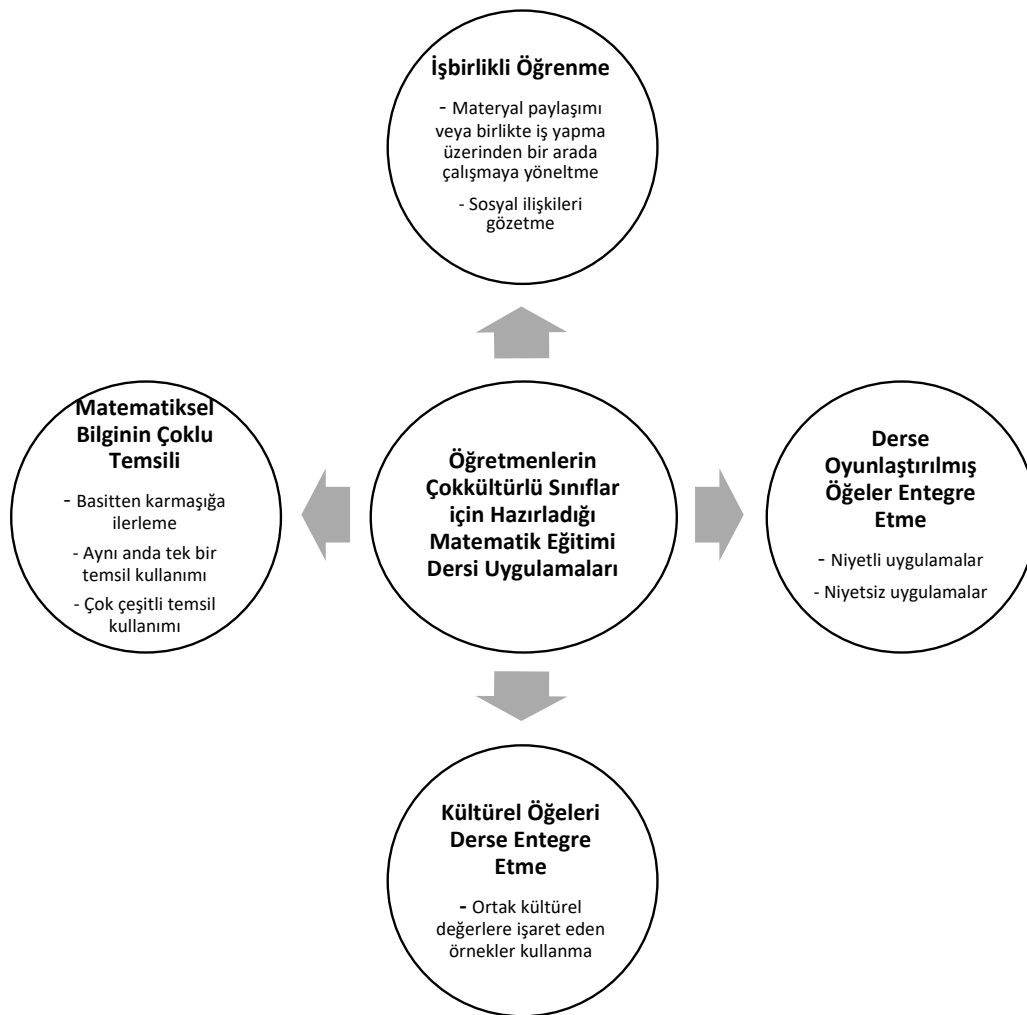 İşbirlikli Öğrenme
- Materyal paylaşımı
veya birlikte iş yapma
üzerinden bir arada
çalışmaya yöneltme
- Sosyal ilişkileri
gözetme
Matematiksel
Bilginin Çoklu
Temsili
- Basitten karmaşığa
ilerleme
- Aynı anda tek bir
temsil kullanımı
- Çok çeşitli temsil
kullanımı
Öğretmenlerin
Çokkültürlü Sınıflar
için Hazırladığı
Matematik Eğitimi
Dersi Uygulamaları
Derse
Oyunlaştırılmış
Öğeler Entegre
Etme
- Niyetli uygulamalar
- Niyetsiz uygulamalar
Kültürel Öğeleri
Derse Entegre
Etme
- Ortak kültürel
değerlere işaret eden
örnekler kullanma